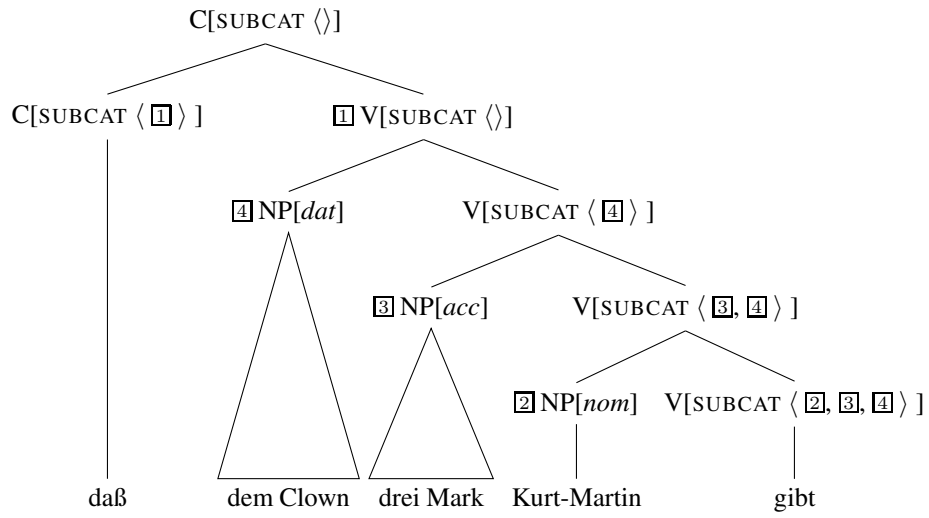 C[SUBCAT ⟨⟩]
C[SUBCAT ⟨ 1 ⟩ ] 1 V[SUBCAT ⟨⟩]
4 NP[dat] V[SUBCAT ⟨ 4 ⟩ ]
3 NP[acc] V[SUBCAT ⟨ 3, 4 ⟩ ]
2 NP[nom] V[SUBCAT ⟨ 2, 3, 4 ⟩ ]
daß dem Clown drei Mark Kurt-Martin gibt